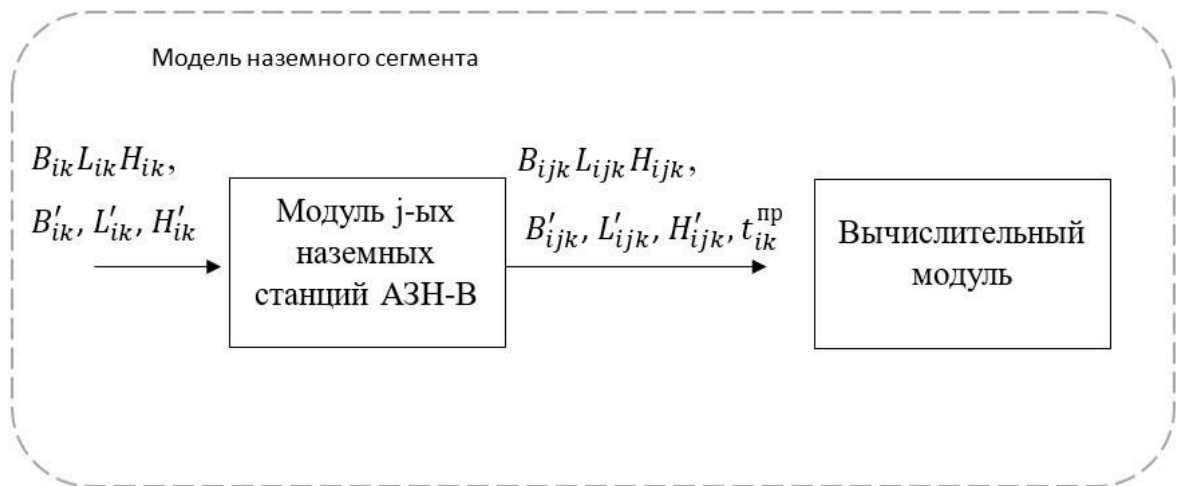 Модель наземного сегмента
B_{ik}L_{ik}H_{ik},
B'_{ik}, L'_{ik}, H'_{ik}
Модуль j-ых
наземных
станций АЗН-В
B_{ijk}L_{ijk}H_{ijk},
B'_{ijk}, L'_{ijk}, H'_{ijk}, t_{ik}^{пр}
Вычислительный
модуль